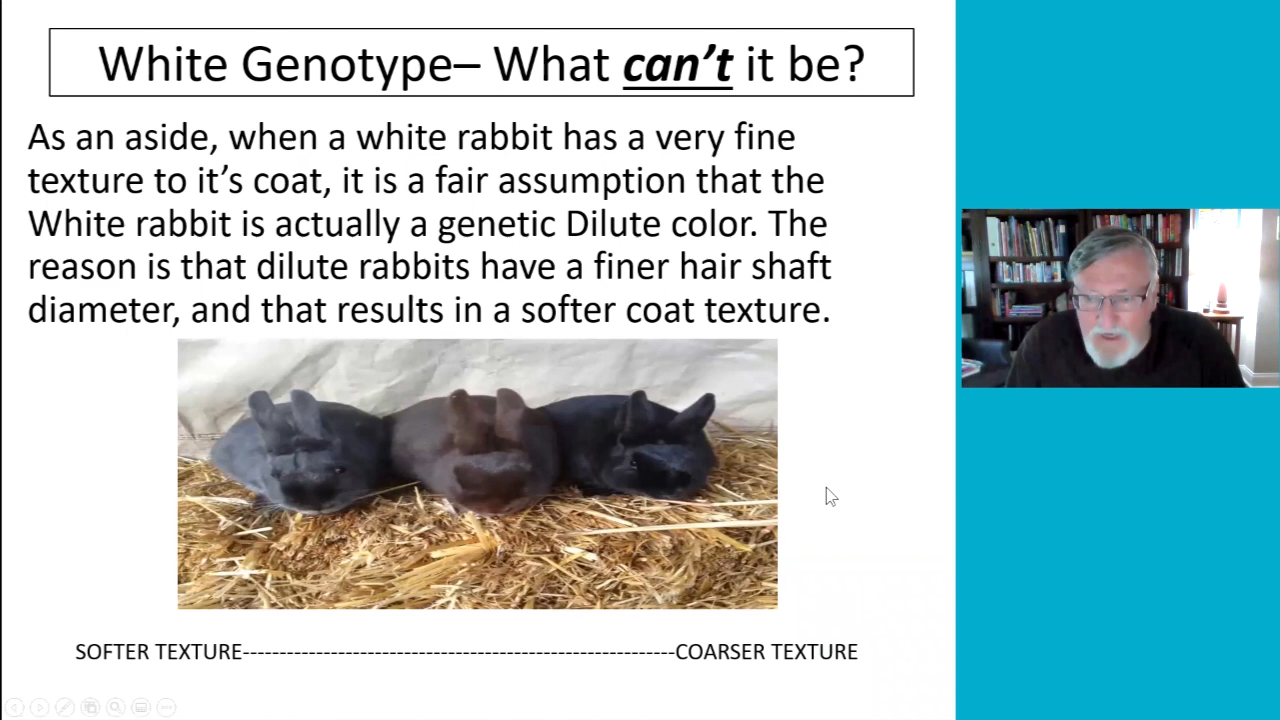 White Genotype– What can’t it be?
As an aside, when a white rabbit has a very fine
texture to it’s coat, it is a fair assumption that the
White rabbit is actually a genetic Dilute color. The
reason is that dilute rabbits have a finer hair shaft
diameter, and that results in a softer coat texture.
SOFTER TEXTURE-----------------------------------------------------------COARSER TEXTURE